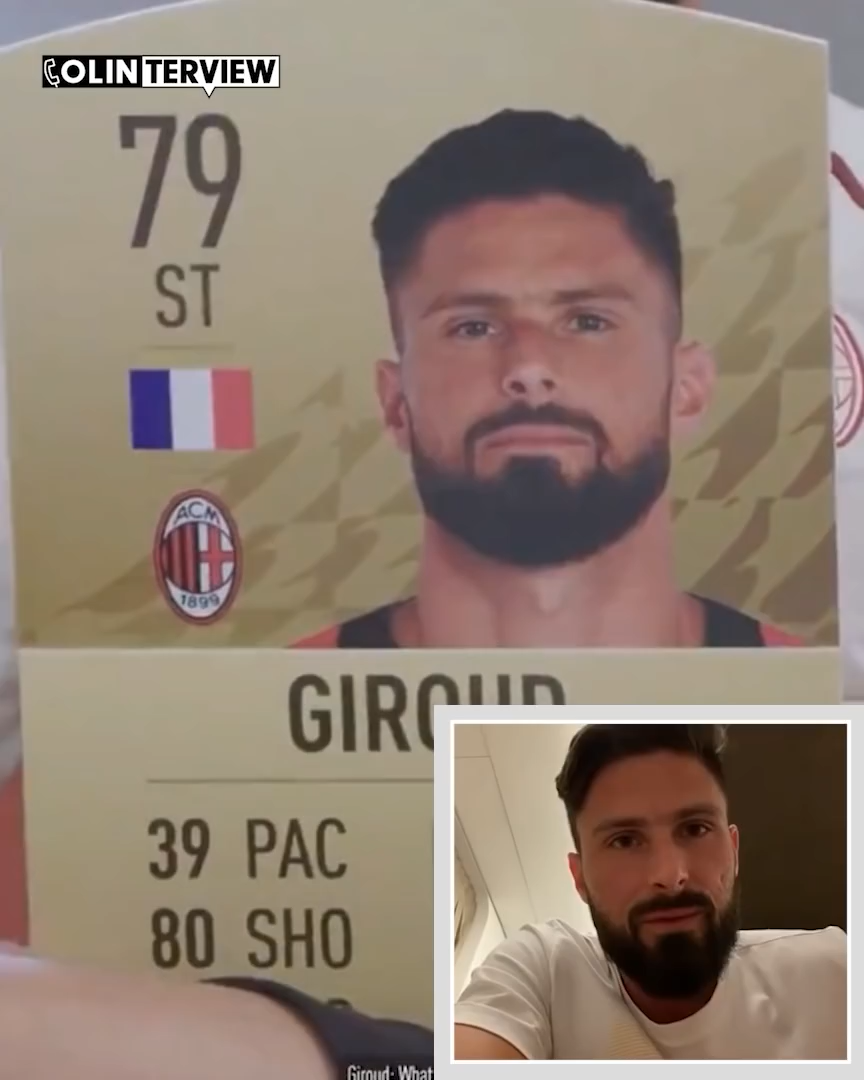 COLINTERVIEW
79
ST
ACM
1899
GIROUD
39 PAC
80 SHO
Giroud: What